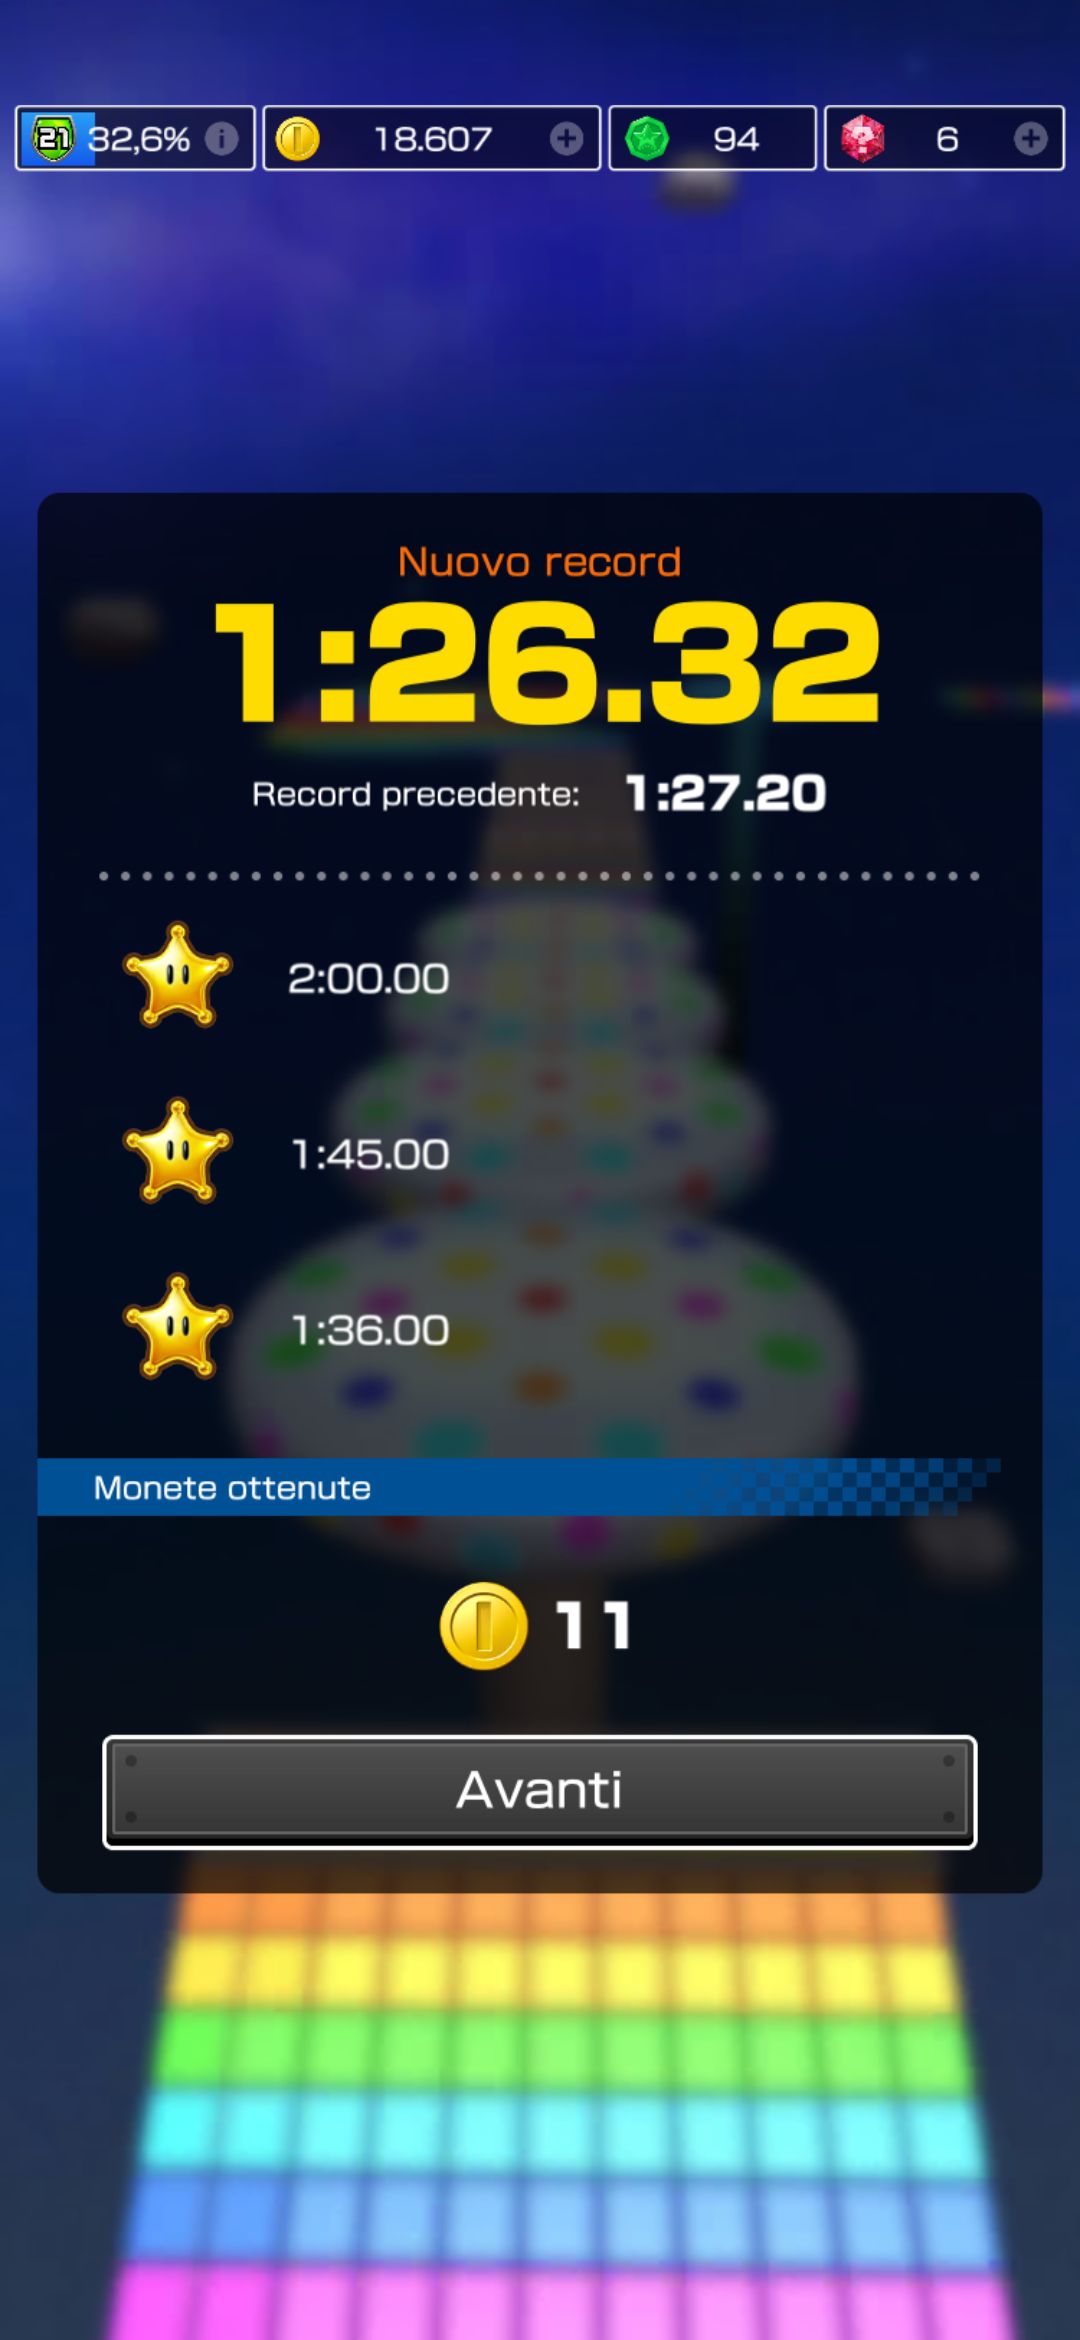 21 32,6% i 18.607 + 94 ? 6 +
Nuovo record
1:26.32
Record precedente: 1:27.20
2:00.00
1:45.00
1:36.00
Monete ottenute
11
Avanti